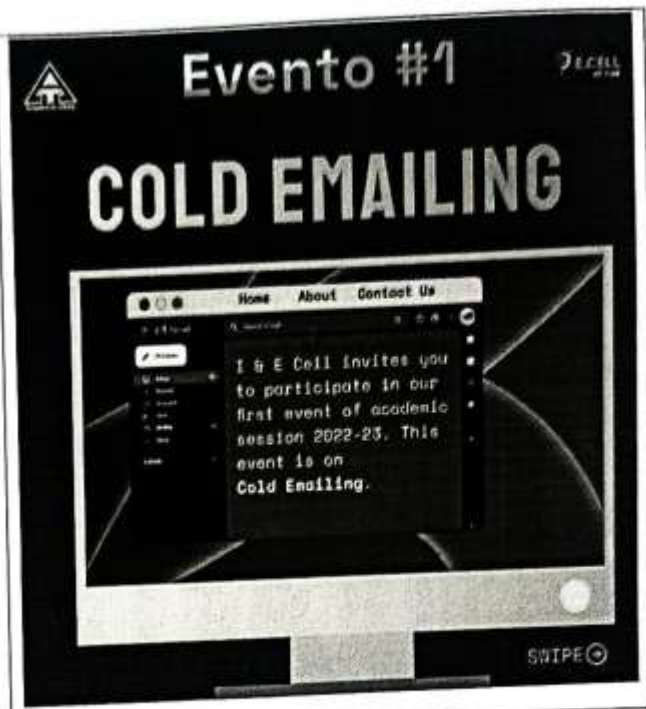 Evento #1
E.CELL
COLD EMAILING
Home About Contact Us
I & E Cell invites you
to participate in our
first event of academic
session 2022-23. This
event is on
Cold Emailing.
SWIPE